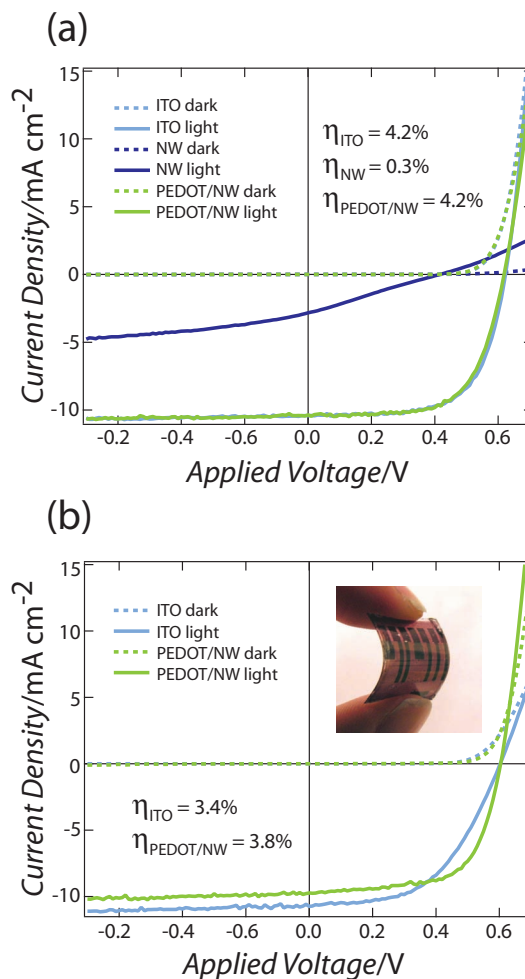 (a)
15
10
5
0
-5
-10
Current Density/mA cm-2
ITO dark
ITO light
NW dark
NW light
PEDOT/NW dark
PEDOT/NW light
ηITO = 4.2%
ηNW = 0.3%
ηPEDOT/NW = 4.2%
-0.2 -0.4 0.0 0.2 0.4 0.6
Applied Voltage/V
(b)
15
10
5
0
-5
-10
Current Density/mA cm-2
ITO dark
ITO light
PEDOT/NW dark
PEDOT/NW light
ηITO = 3.4%
ηPEDOT/NW = 3.8%
-0.2 -0.4 0.0 0.2 0.4 0.6
Applied Voltage/V